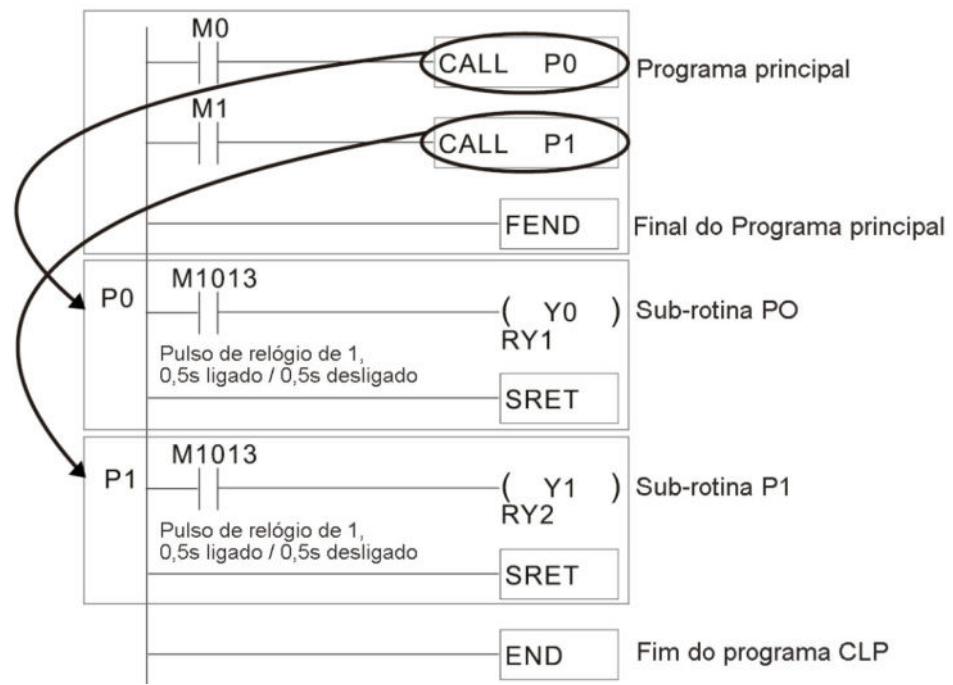 M0
CALL P0
Programa principal
M1
CALL P1
FEND
Final do Programa principal
P0
M1013
( Y0 )
RY1
Sub-rotina PO
Pulso de relógio de 1,
0,5s ligado / 0,5s desligado
SRET
P1
M1013
( Y1 )
RY2
Sub-rotina P1
Pulso de relógio de 1,
0,5s ligado / 0,5s desligado
SRET
END
Fim do programa CLP